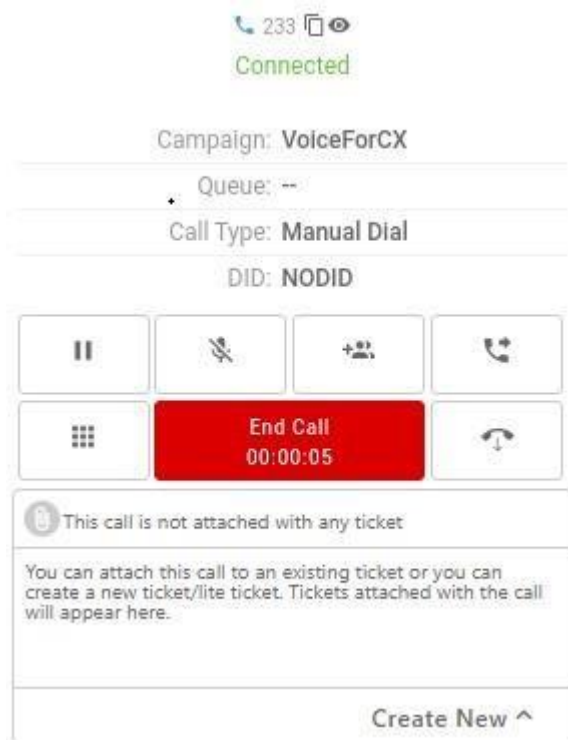 233
Connected
Campaign: VoiceForCX
Queue: --
Call Type: Manual Dial
DID: NODID
End Call
00:00:05
This call is not attached with any ticket
You can attach this call to an existing ticket or you can
create a new ticket/lite ticket. Tickets attached with the call
will appear here.
Create New